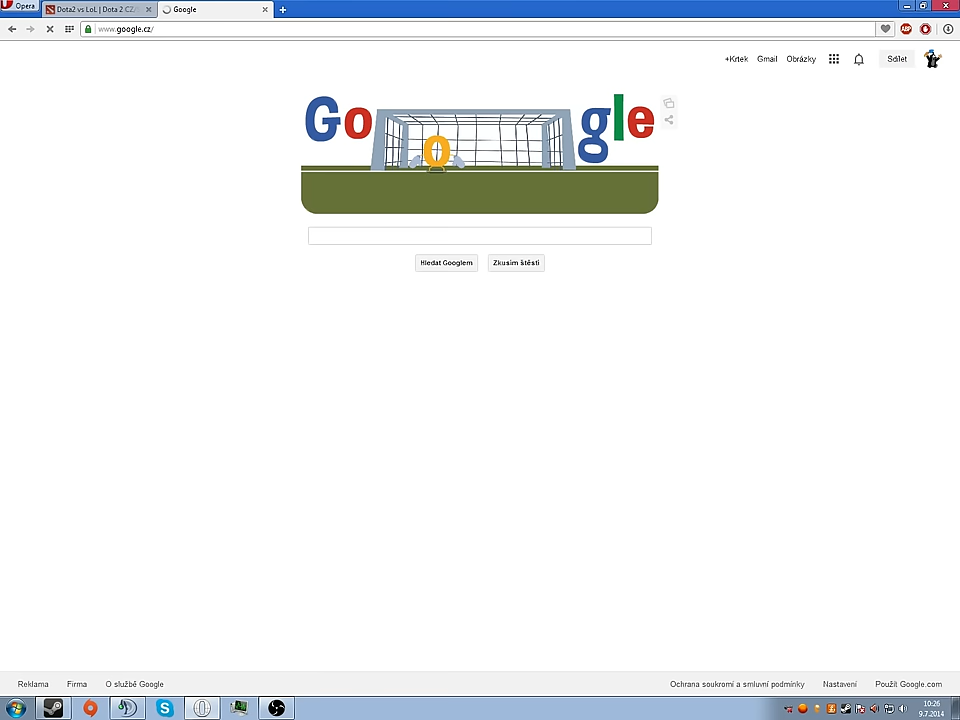 Opera
Dota2 vs LoL | Dota 2 CZ
Google
www.google.cz/
+Krtek Gmail Obrázky Sdílet
Google
Hledat Googlem Zkusím štěstí
Reklama Firma O službě Google Ochrana soukromí a smluvní podmínky Nastavení Použít Google.com
10:26
9.7.2014